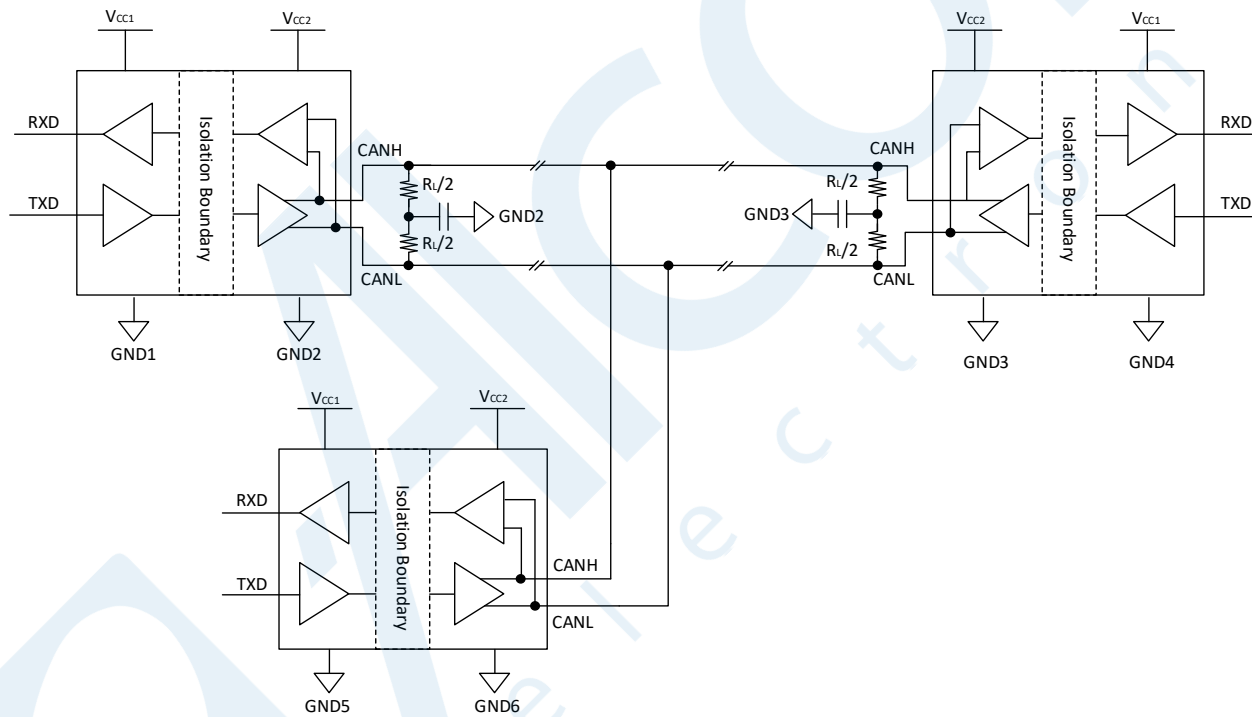 VCC1
VCC2
RXD
TXD
Isolation Boundary
CANH
RL/2
GND2
RL/2
CANL
GND1
GND2
VCC2
VCC1
CANH
RL/2
GND3
RL/2
CANL
Isolation Boundary
RXD
TXD
GND3
GND4
VCC1
VCC2
RXD
TXD
Isolation Boundary
CANH
CANL
GND5
GND6